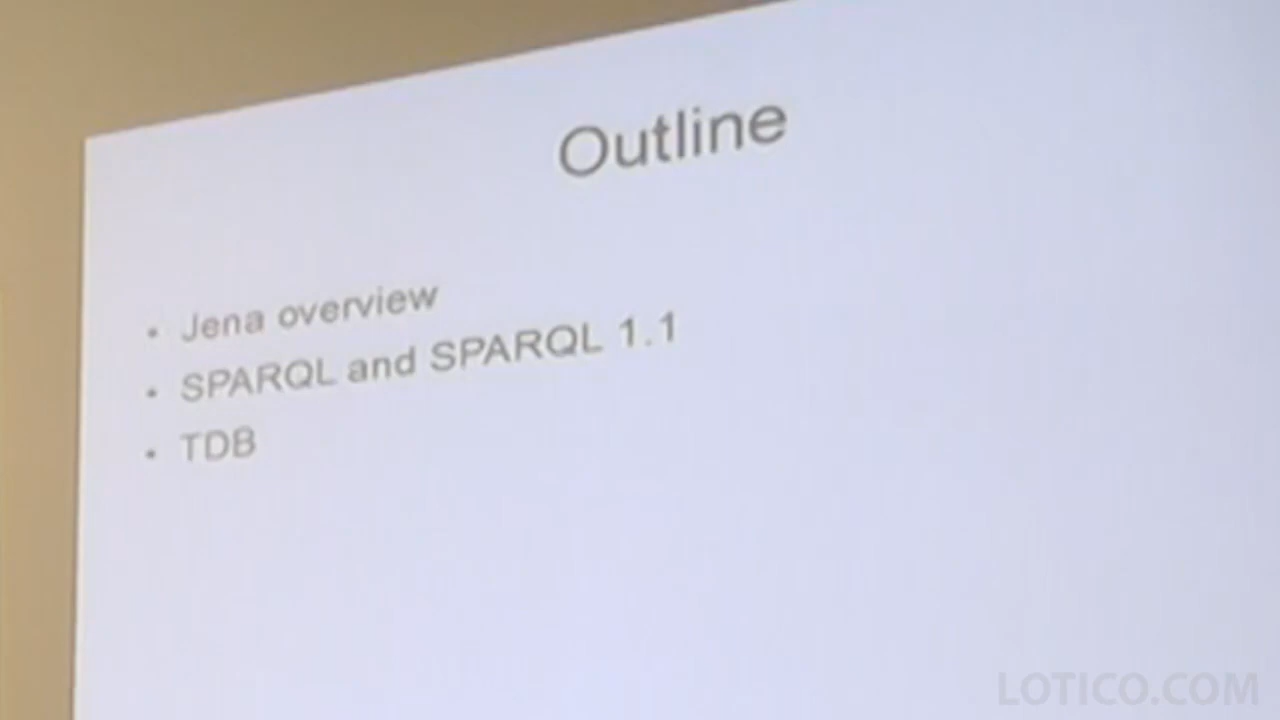 Outline
• Jena overview
• SPARQL and SPARQL 1.1
• TDB
LOTICO.COM